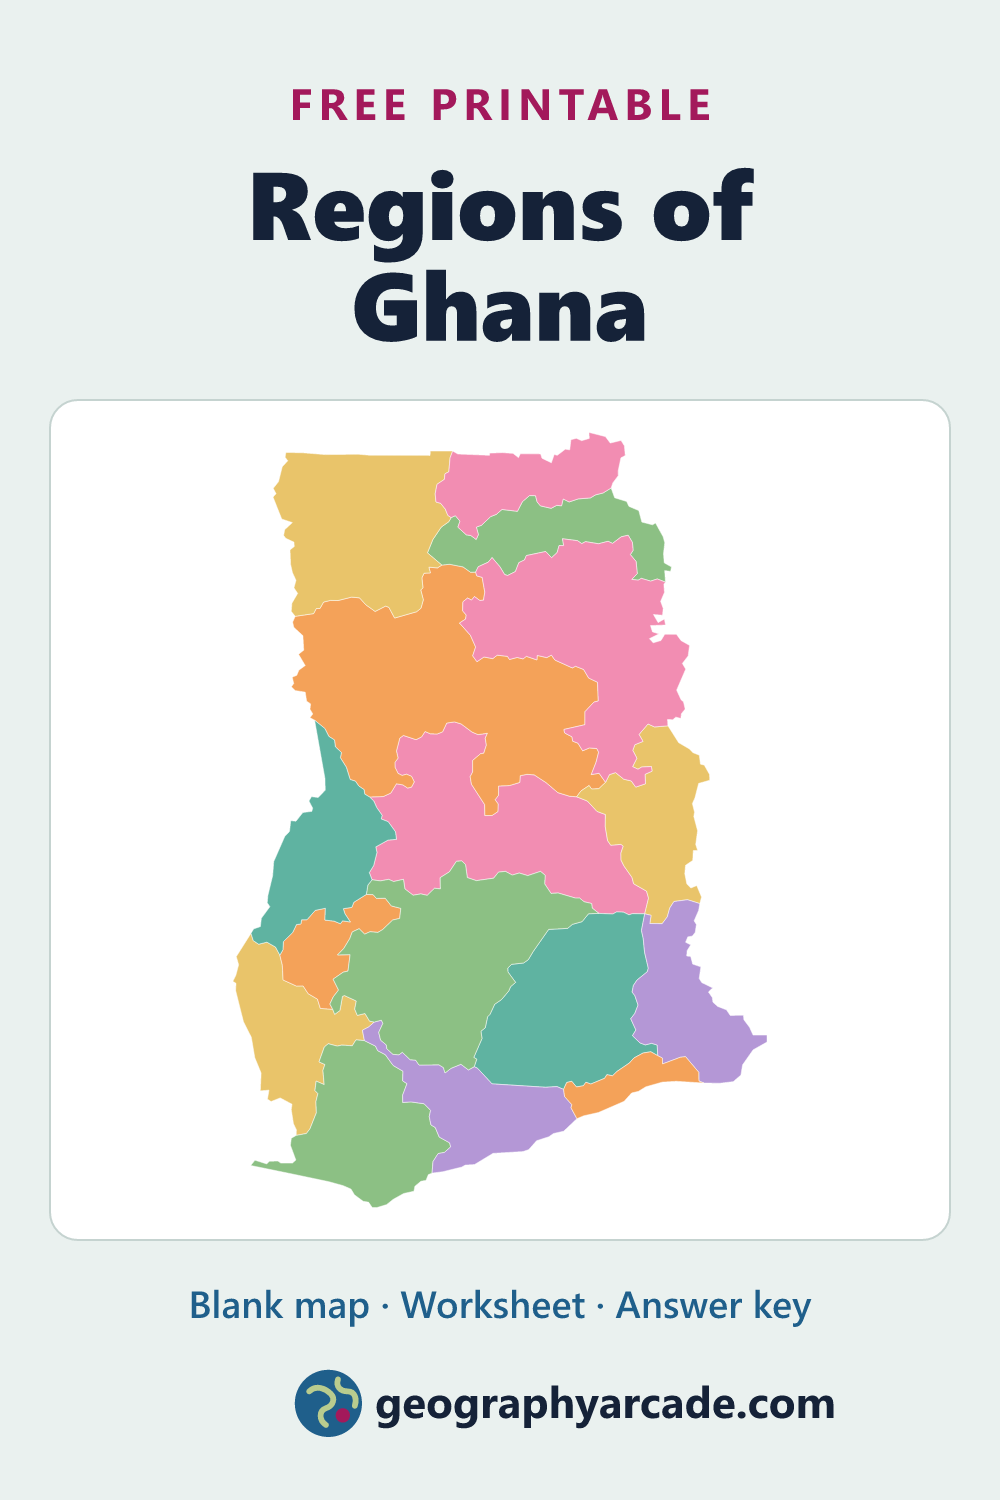 FREE PRINTABLE
Regions of
Ghana
Blank map · Worksheet · Answer key
geographyarcade.com